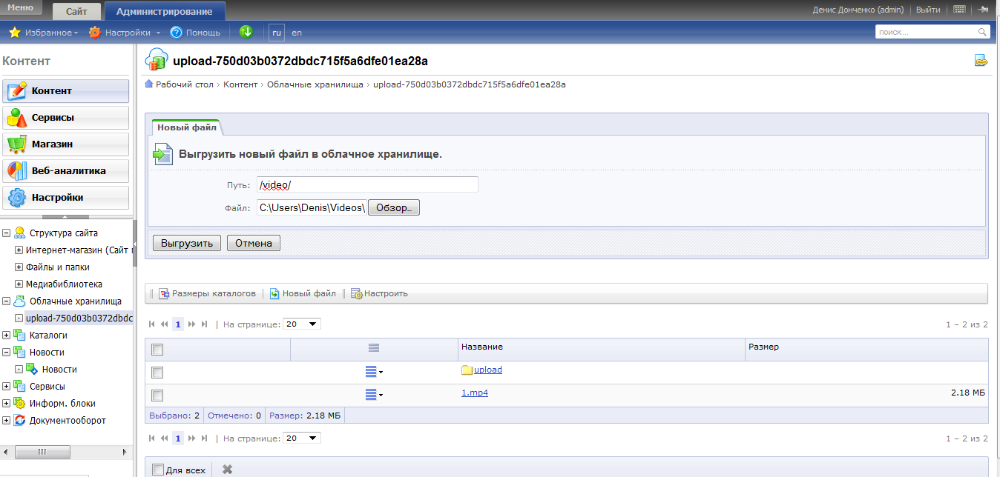 Меню Сайт Администрирование Денис Донченко (admin) Выйти
Избранное Настройки Помощь ru en поиск...
Контент
Контент
Сервисы
Магазин
Веб-аналитика
Настройки
Структура сайта
Интернет-магазин (Сайт
Файлы и папки
Медиабиблиотека
Облачные хранилища
upload-750d03b0372dbdc
Каталоги
Новости
Новости
Сервисы
Информ. блоки
Документооборот
upload-750d03b0372dbdc715f5a6dfe01ea28a
Рабочий стол › Контент › Облачные хранилища › upload-750d03b0372dbdc715f5a6dfe01ea28a
Новый файл
Выгрузить новый файл в облачное хранилище.
Путь: /video/
Файл: C:\Users\Denis\Videos\ Обзор...
Выгрузить Отмена
Размеры каталогов Новый файл Настроить
1 | На странице: 20 1 – 2 из 2
Название Размер
upload
1.mp4 2.18 МБ
Выбрано: 2 Отмечено: 0 Размер: 2.18 МБ
1 | На странице: 20 1 – 2 из 2
Для всех